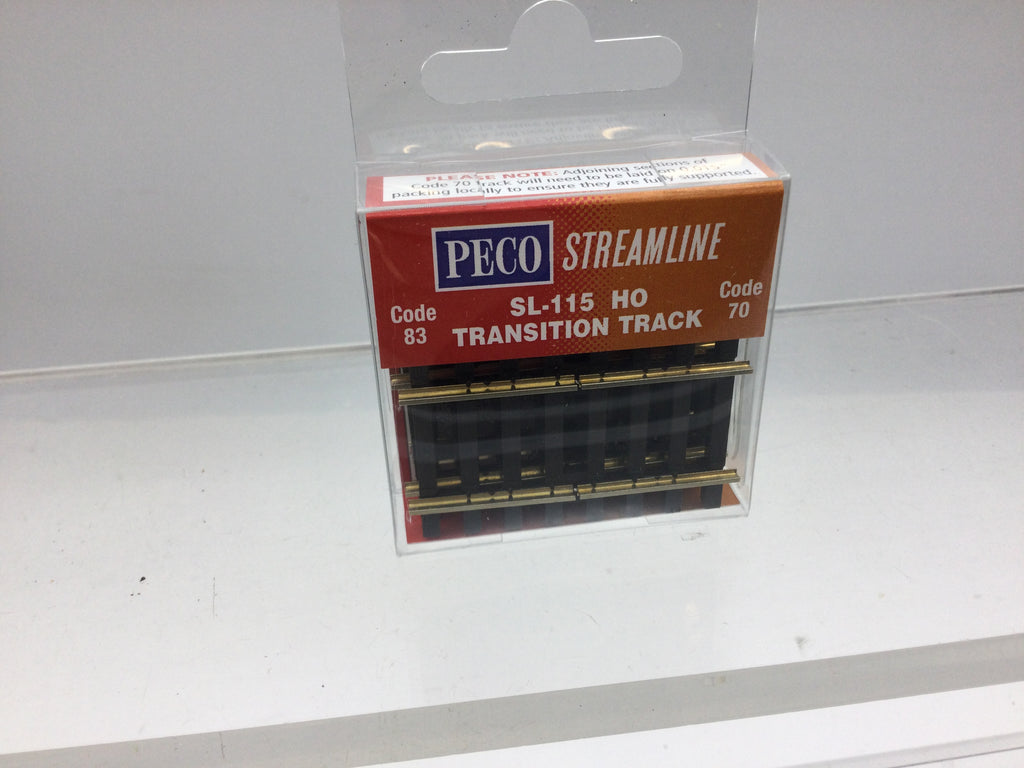 PLEASE NOTE: Adjoining sections of
Code 70 track will need to be laid on
packing locally to ensure they are fully supported.
PECO STREAMLINE
SL-115 HO
TRANSITION TRACK
Code
83
Code
70